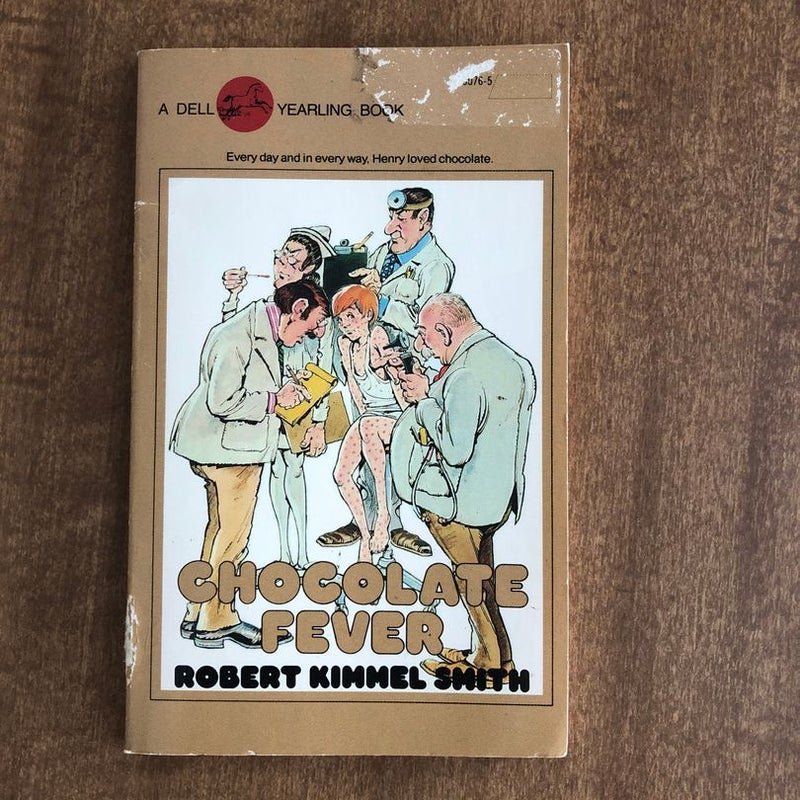 A DELL YEARLING BOOK
Every day and in every way, Henry loved chocolate.
CHOCOLATE
FEVER
ROBERT KIMMEL SMITH